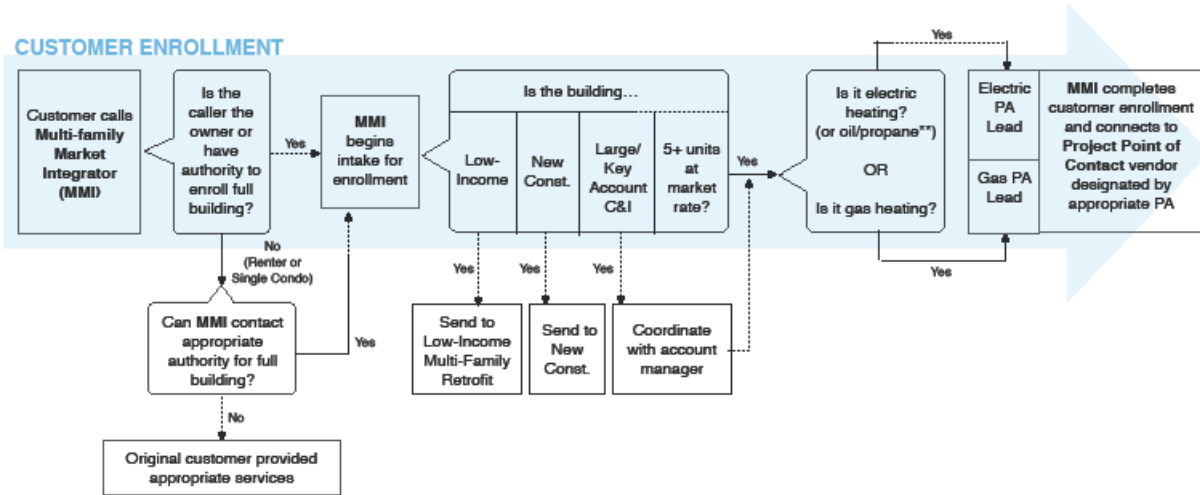 CUSTOMER ENROLLMENT
Customer calls
Multi-family
Market
Integrator
(MMI)
Is the
caller the
owner or
have
authority to
enroll full
building?
Yes
MMI
begins
intake for
enrollment
Is the building…
Low-
Income
New
Const.
Large/
Key
Account
C&I
5+ units
at
market
rate?
Yes
Is it electric
heating?
(or oil/propane**)
OR
Is it gas heating?
Yes
Yes
Electric
PA
Lead
Gas PA
Lead
MMI completes
customer enrollment
and connects to
Project Point of
Contact vendor
designated by
appropriate PA
No
(Renter or
Single Condo)
Can MMI contact
appropriate
authority for full
building?
Yes
No
Original customer provided
appropriate services
Yes
Send to
Low-Income
Multi-Family
Retrofit
Yes
Send to
New
Const.
Yes
Coordinate
with account
manager